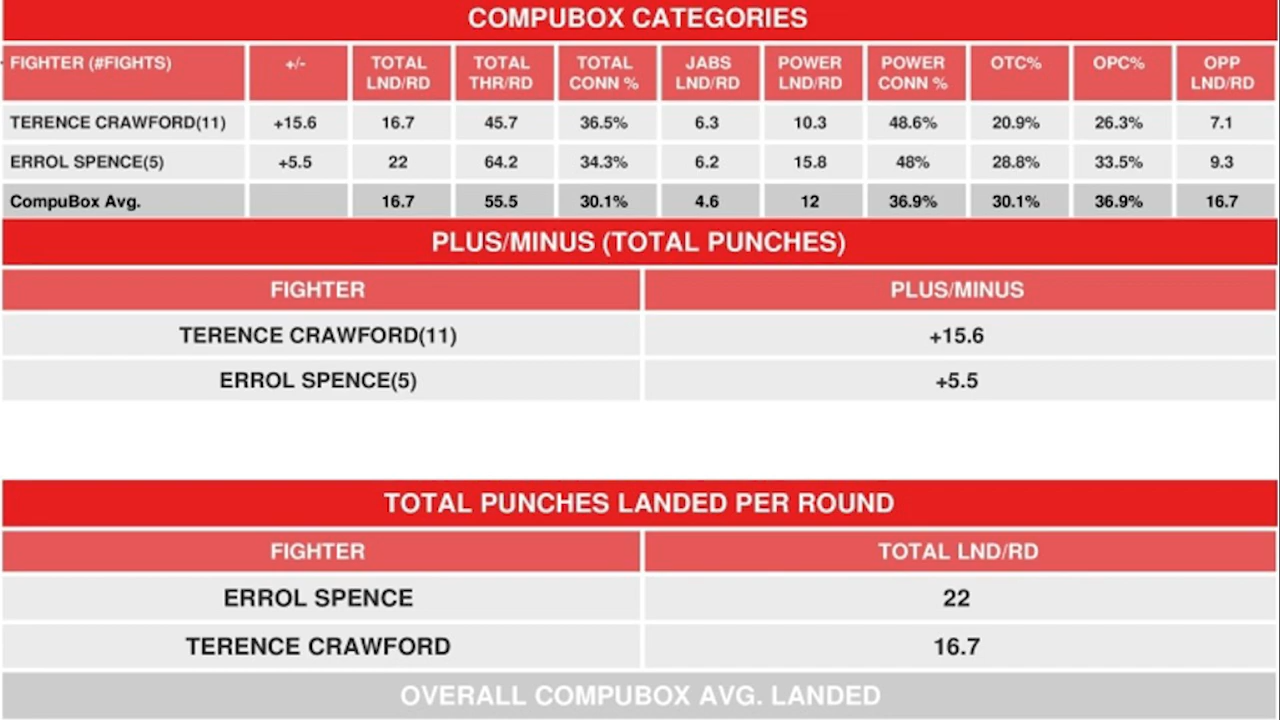 COMPUBOX CATEGORIES
FIGHTER (#FIGHTS) +/- TOTAL LND/RD TOTAL THR/RD TOTAL CONN % JABS LND/RD POWER LND/RD POWER CONN % OTC% OPC% OPP LND/RD
TERENCE CRAWFORD(11) +15.6 16.7 45.7 36.5% 6.3 10.3 48.6% 20.9% 26.3% 7.1
ERROL SPENCE(5) +5.5 22 64.2 34.3% 6.2 15.8 48% 28.8% 33.5% 9.3
CompuBox Avg. 16.7 55.5 30.1% 4.6 12 36.9% 30.1% 36.9% 16.7
PLUS/MINUS (TOTAL PUNCHES)
FIGHTER PLUS/MINUS
TERENCE CRAWFORD(11) +15.6
ERROL SPENCE(5) +5.5
TOTAL PUNCHES LANDED PER ROUND
FIGHTER TOTAL LND/RD
ERROL SPENCE 22
TERENCE CRAWFORD 16.7
OVERALL COMPUBOX AVG. LANDED